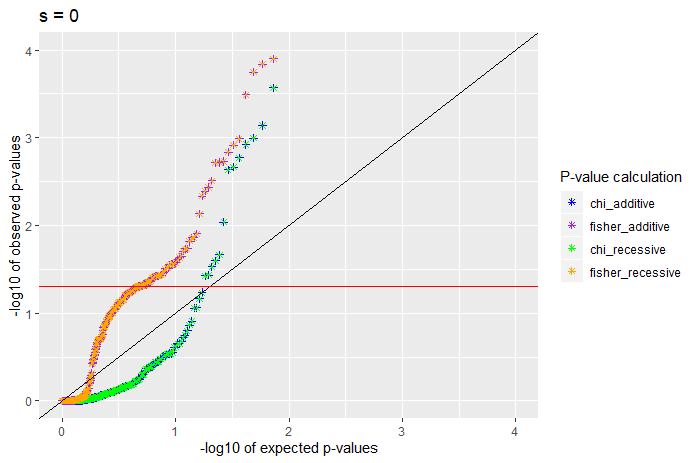 s = 0
4
3
2
1
0
-log10 of observed p-values
0
1
2
3
4
-log10 of expected p-values
P-value calculation
chi_additive
fisher_additive
chi_recessive
fisher_recessive